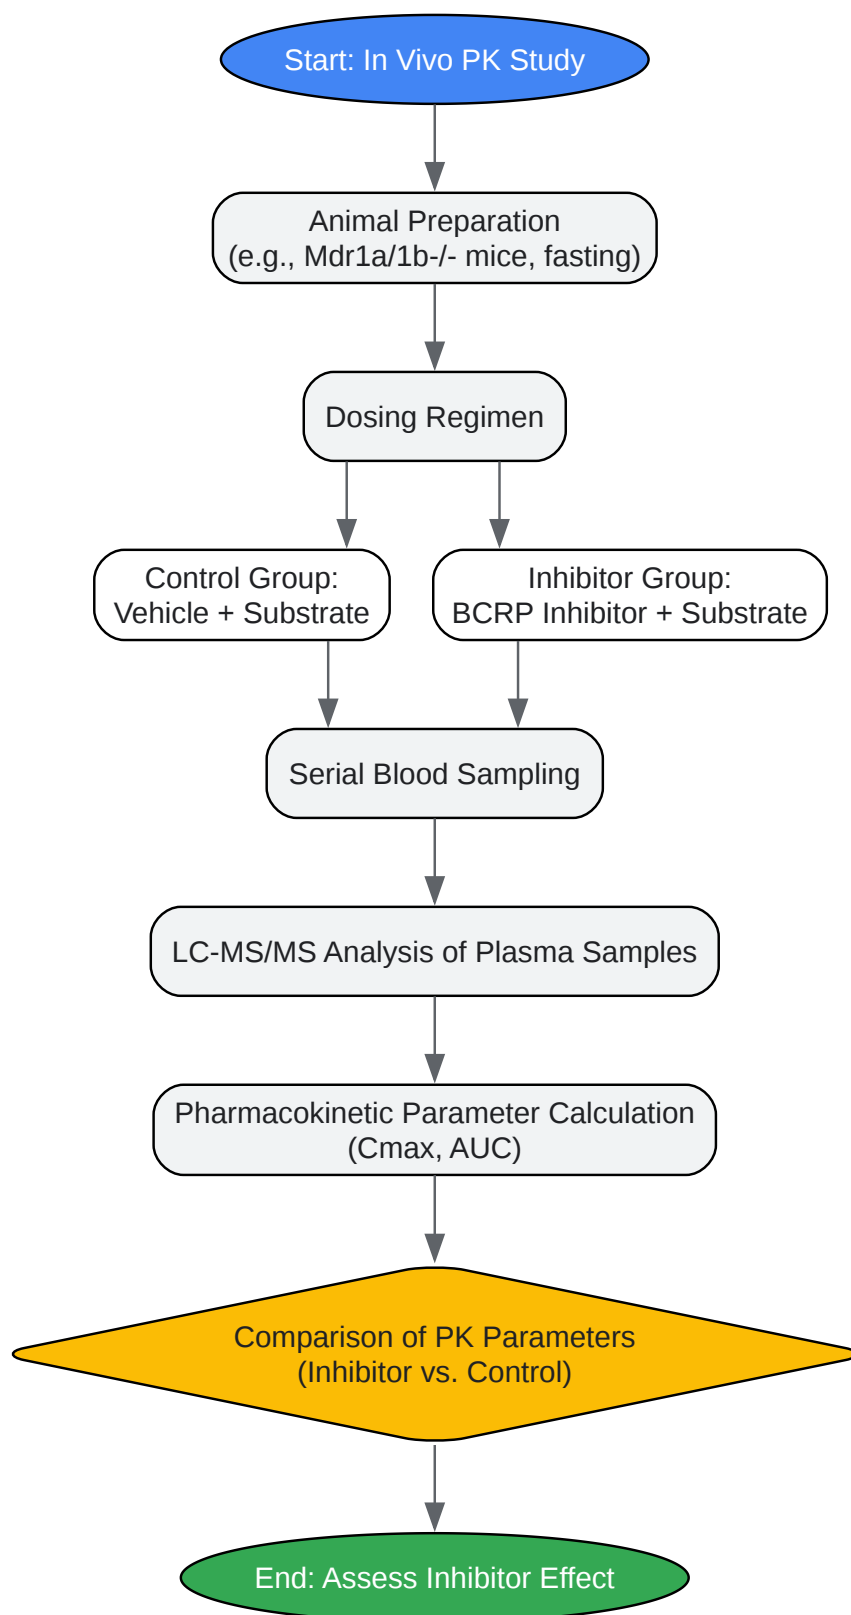 Start: In Vivo PK Study
Animal Preparation
(e.g., Mdr1a/1b-/- mice, fasting)
Dosing Regimen
Control Group:
Vehicle + Substrate
Inhibitor Group:
BCRP Inhibitor + Substrate
Serial Blood Sampling
LC-MS/MS Analysis of Plasma Samples
Pharmacokinetic Parameter Calculation
(Cmax, AUC)
Comparison of PK Parameters
(Inhibitor vs. Control)
End: Assess Inhibitor Effect